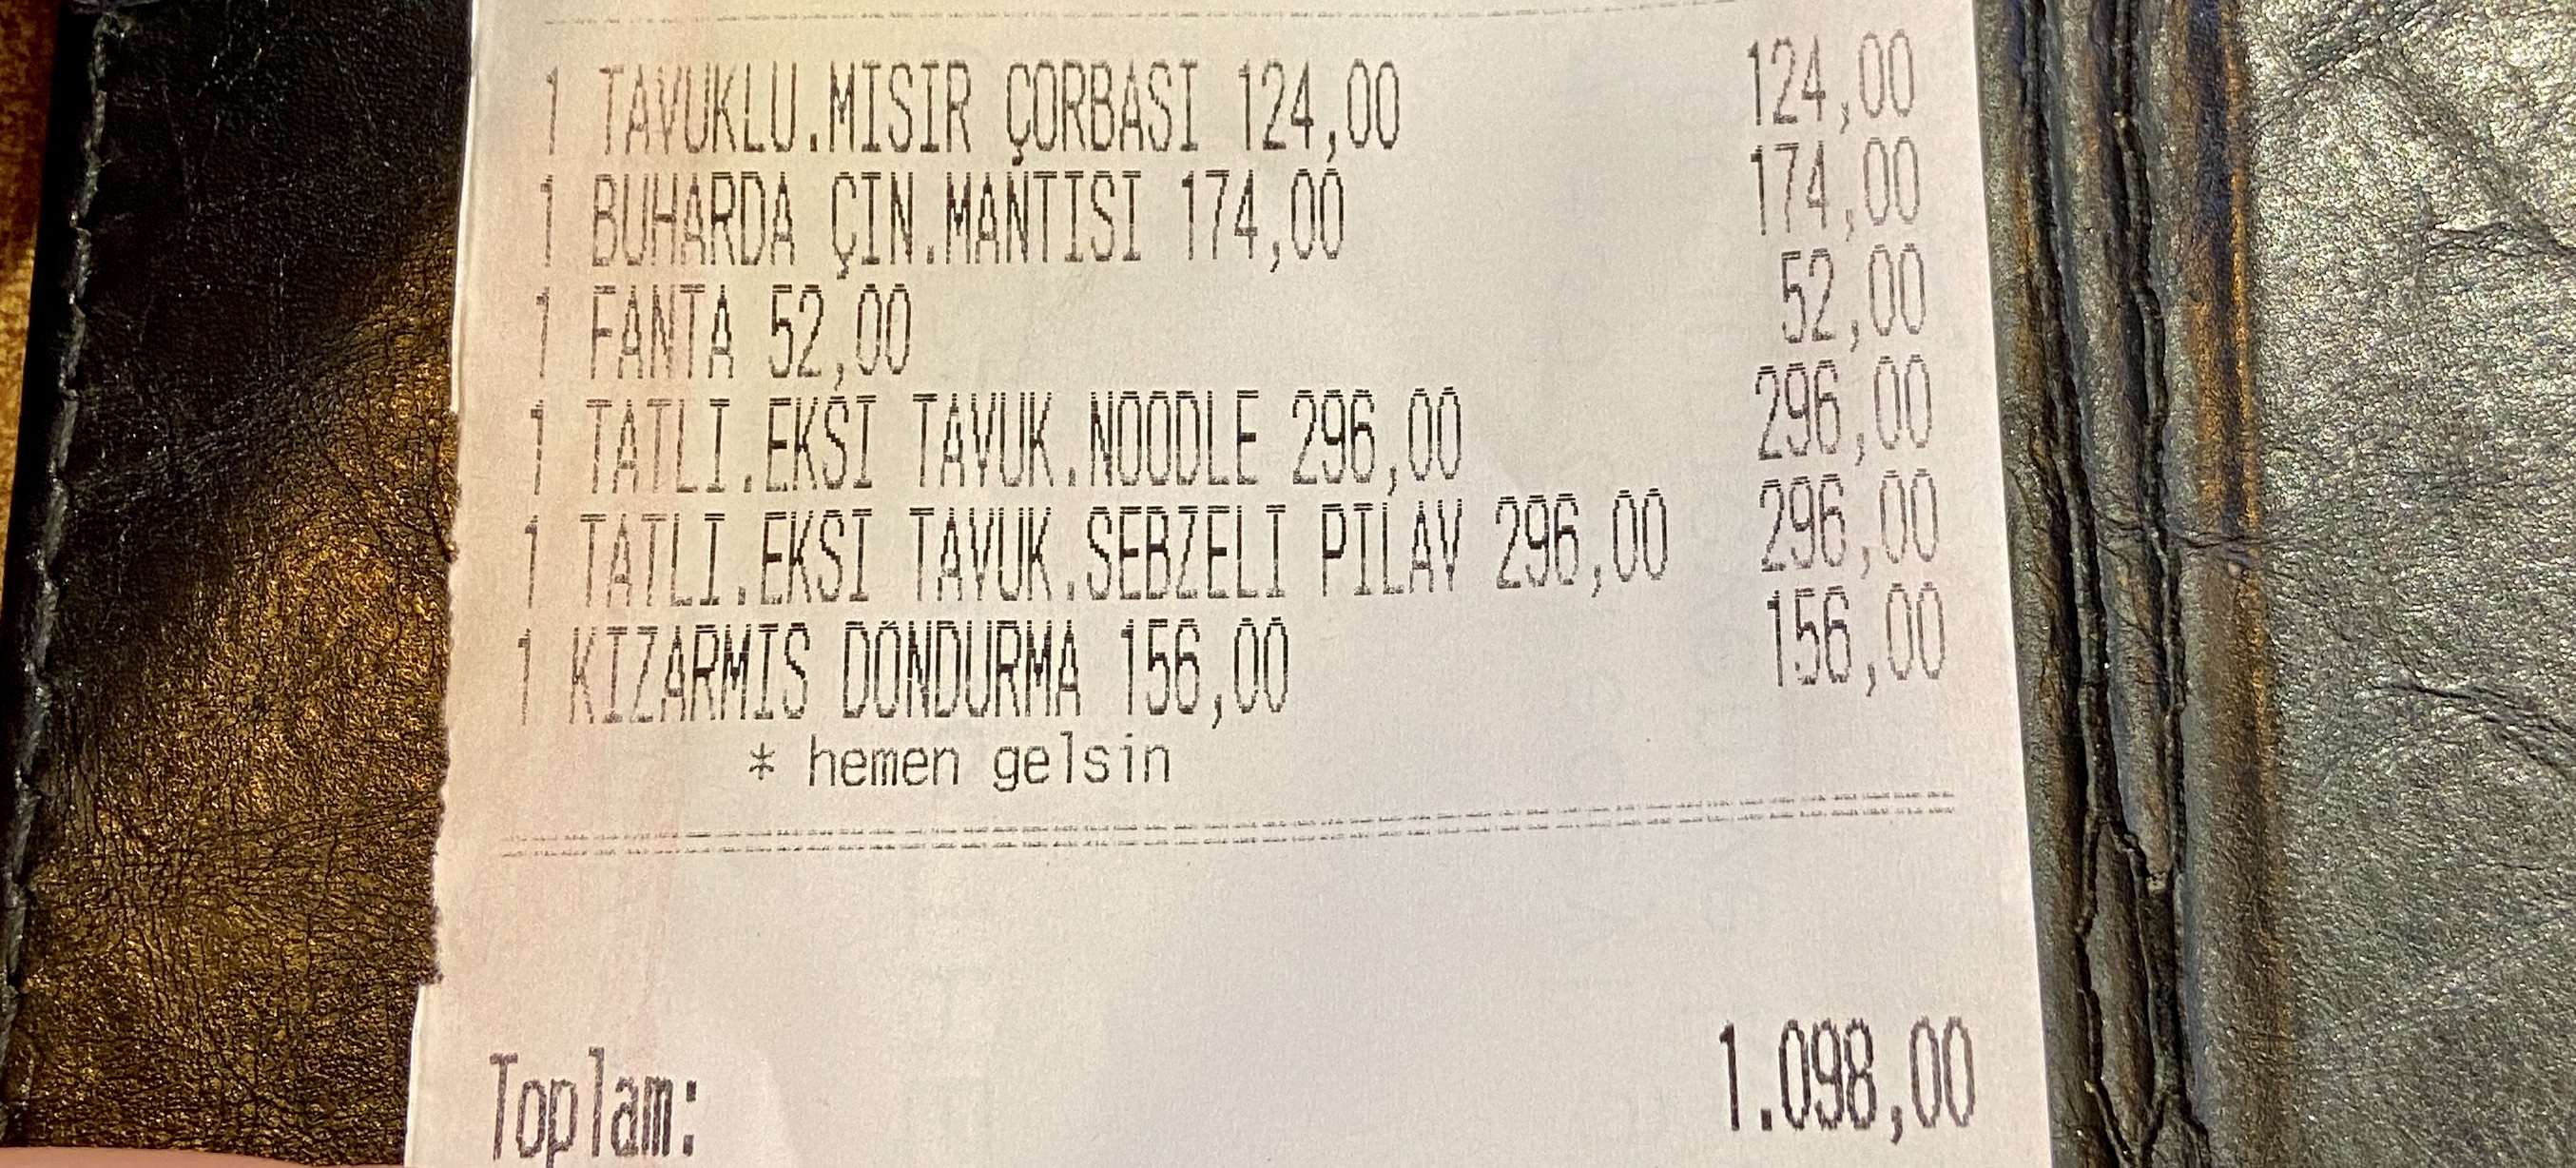 1 TAVUKLU.MISIR ÇORBASI 124,00 124,00
1 BUHARDA ÇIN.MANTISI 174,00 174,00
1 FANTA 52,00 52,00
1 TATLI.EKSI TAVUK.NOODLE 296,00 296,00
1 TATLI.EKSI TAVUK.SEBZELI PILAV 296,00 296,00
1 KIZARMIS DONDURMA 156,00 156,00
* hemen gelsin
Toplam: 1.098,00